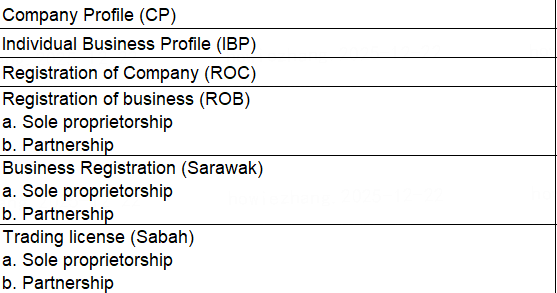 Company Profile (CP)
Individual Business Profile (IBP)
Registration of Company (ROC)
Registration of business (ROB)
a. Sole proprietorship
b. Partnership
Business Registration (Sarawak)
a. Sole proprietorship
b. Partnership
Trading license (Sabah)
a. Sole proprietorship
b. Partnership